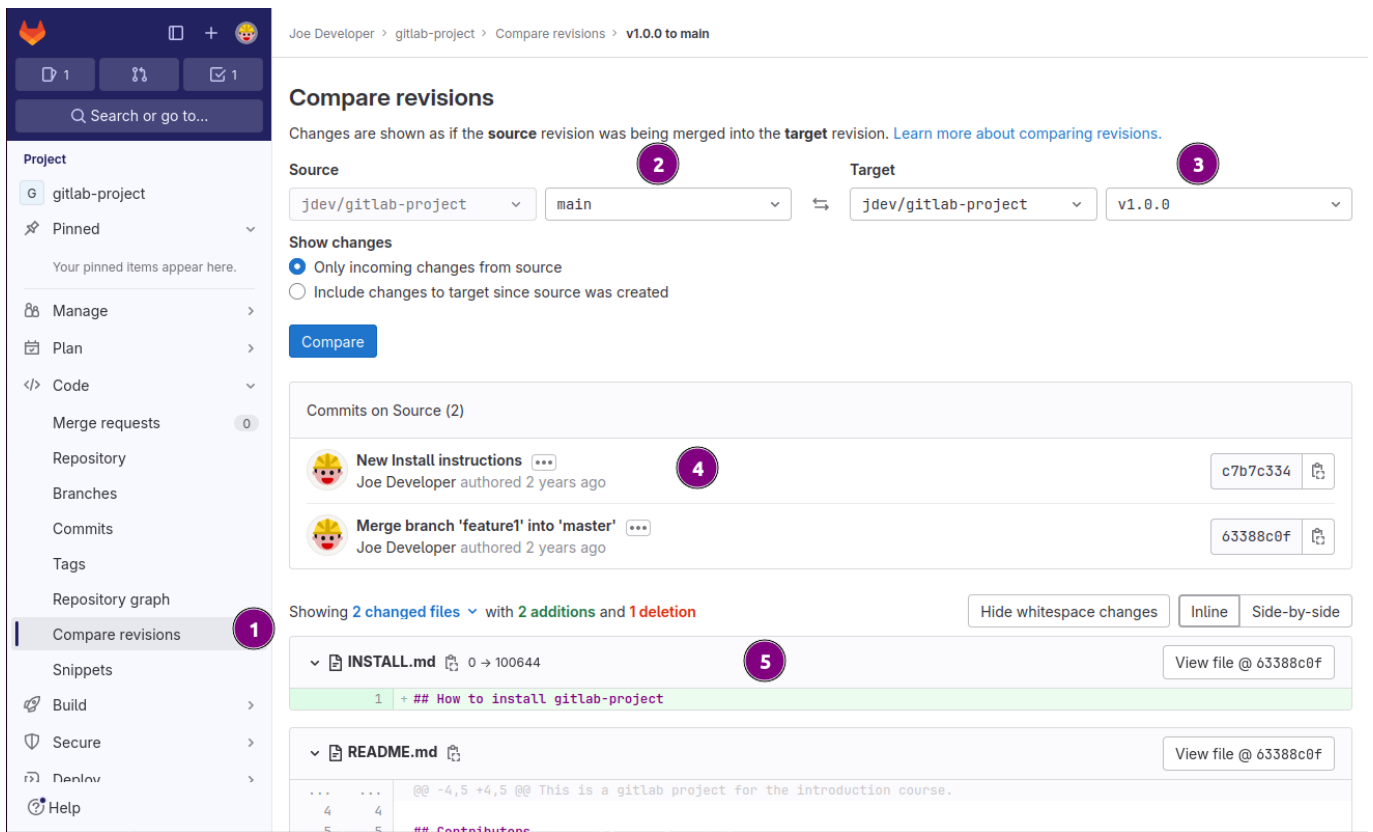 Joe Developer > gitlab-project > Compare revisions > v1.0.0 to main
1
1
Search or go to...
Project
G gitlab-project
Pinned
Your pinned items appear here.
Manage
Plan
Code
Merge requests 0
Repository
Branches
Commits
Tags
Repository graph
Compare revisions 1
Snippets
Build
Secure
Deploy
Help
Compare revisions
Changes are shown as if the source revision was being merged into the target revision. Learn more about comparing revisions.
Source 2 Target 3
jdev/gitlab-project main jdev/gitlab-project v1.0.0
Show changes
Only incoming changes from source
Include changes to target since source was created
Compare
Commits on Source (2)
New Install instructions ••• 4
Joe Developer authored 2 years ago
c7b7c334
Merge branch 'feature1' into 'master' •••
Joe Developer authored 2 years ago
63388c0f
Showing 2 changed files with 2 additions and 1 deletion
Hide whitespace changes Inline Side-by-side
INSTALL.md 0 → 100644 5 View file @ 63388c0f
1 + ## How to install gitlab-project
README.md View file @ 63388c0f
... ... @@ -4,5 +4,5 @@ This is a gitlab project for the introduction course.
4 4
5 5 ## Contributors